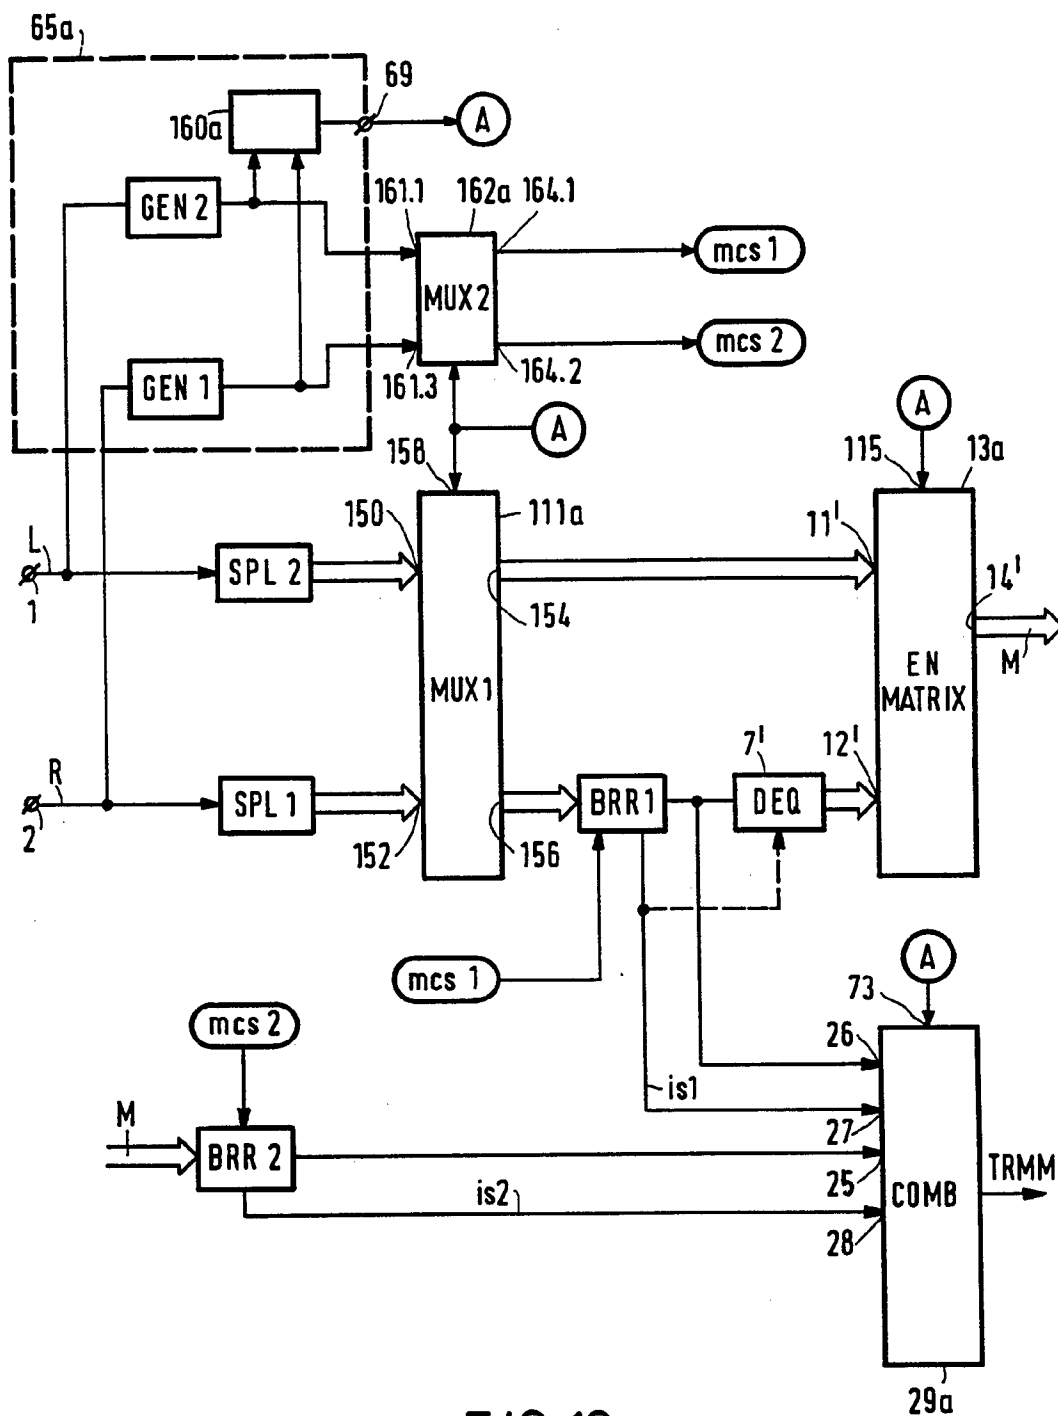 65a
69
160a
A
GEN 2
161.1
162a
164.1
mcs 1
MUX 2
mcs 2
GEN 1
161.3
164.2
A
A
158
115
13a
150
111a
11'
L
SPL 2
1
154
14'
EN
MATRIX
M
MUX 1
R
7'
12'
SPL 1
BRR 1
DEQ
2
152
156
A
mcs 1
73
mcs 2
26
is1
M
27
BRR 2
25
TRMM
COMB
is2
28
29a